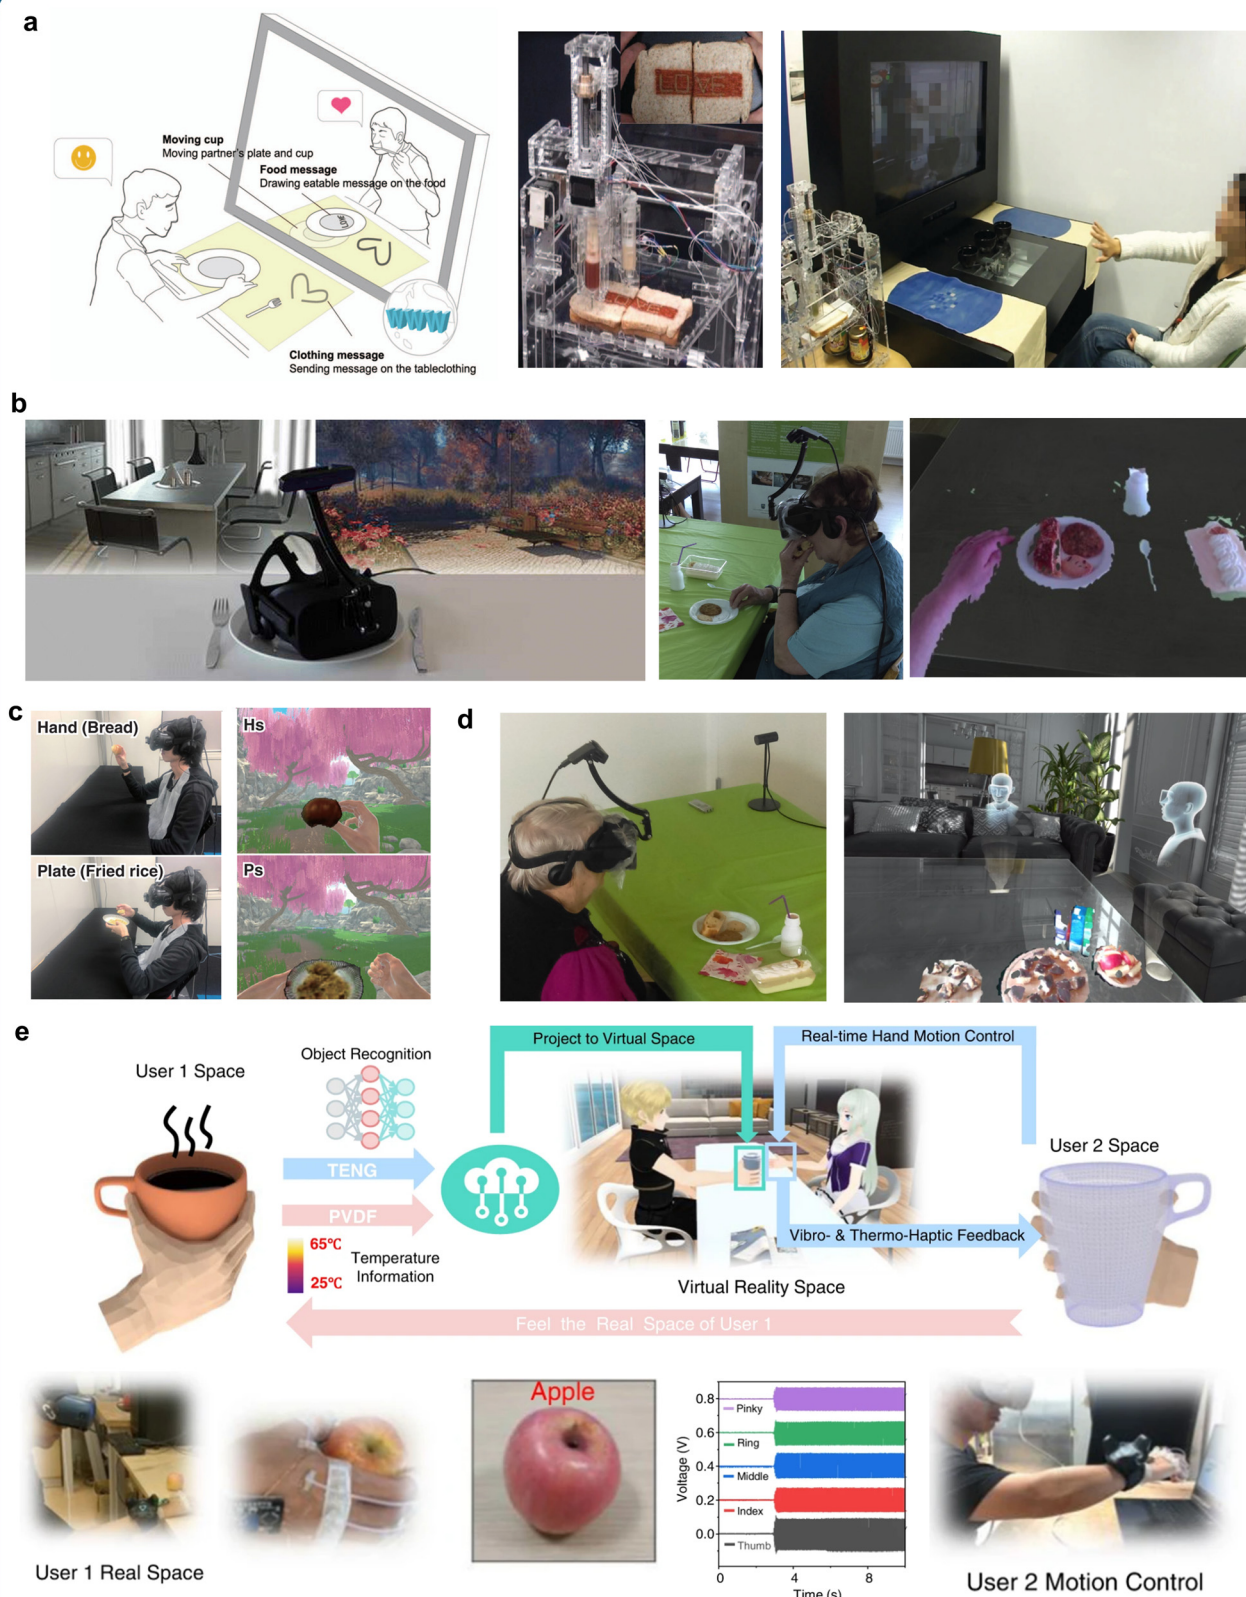 a
Moving cup
Moving partner's plate and cup
Food message
Drawing eatable message on the food
LOVE
Clothing message
Sending message on the tableclothing
LOVE
b
c
Hand (Bread)
Hs
Plate (Fried rice)
Ps
d
e
User 1 Space
Object Recognition
TENG
PVDF
65℃
25℃
Temperature
Information
Project to Virtual Space
Real-time Hand Motion Control
User 2 Space
Vibro- & Thermo-Haptic Feedback
Virtual Reality Space
Feel the Real Space of User 1
User 1 Real Space
Apple
Voltage (V)
0.8
0.6
0.4
0.2
0.0
Pinky
Ring
Middle
Index
Thumb
0
4
8
Time (s)
User 2 Motion Control